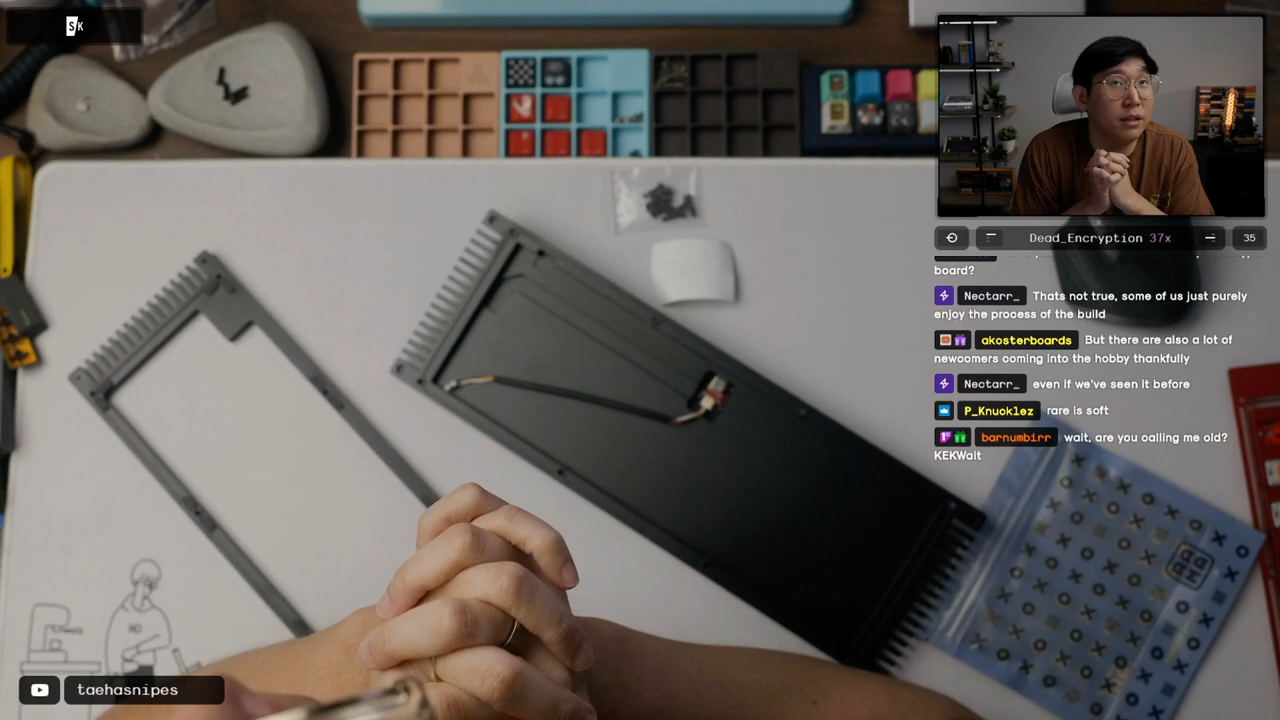 SK
Dead_Encryption 37x
35
board?
Nectarr_ Thats not true, some of us just purely
enjoy the process of the build
akosterboards But there are also a lot of
newoomers coming into the hobby thankfully
Nectarr_ even if we've seen it before
P_Knucklez rare is soft
barnumbirr wait, are you calling me old?
KEKWait
taehasnipes